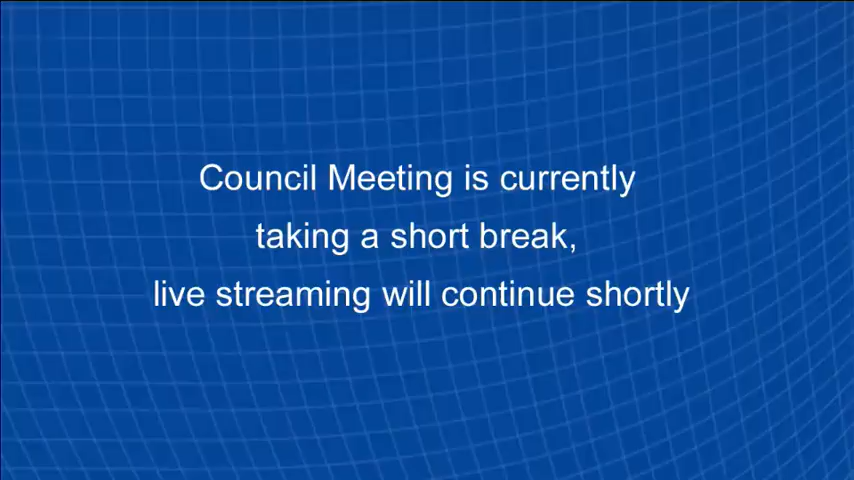 Council Meeting is currently
taking a short break,
live streaming will continue shortly